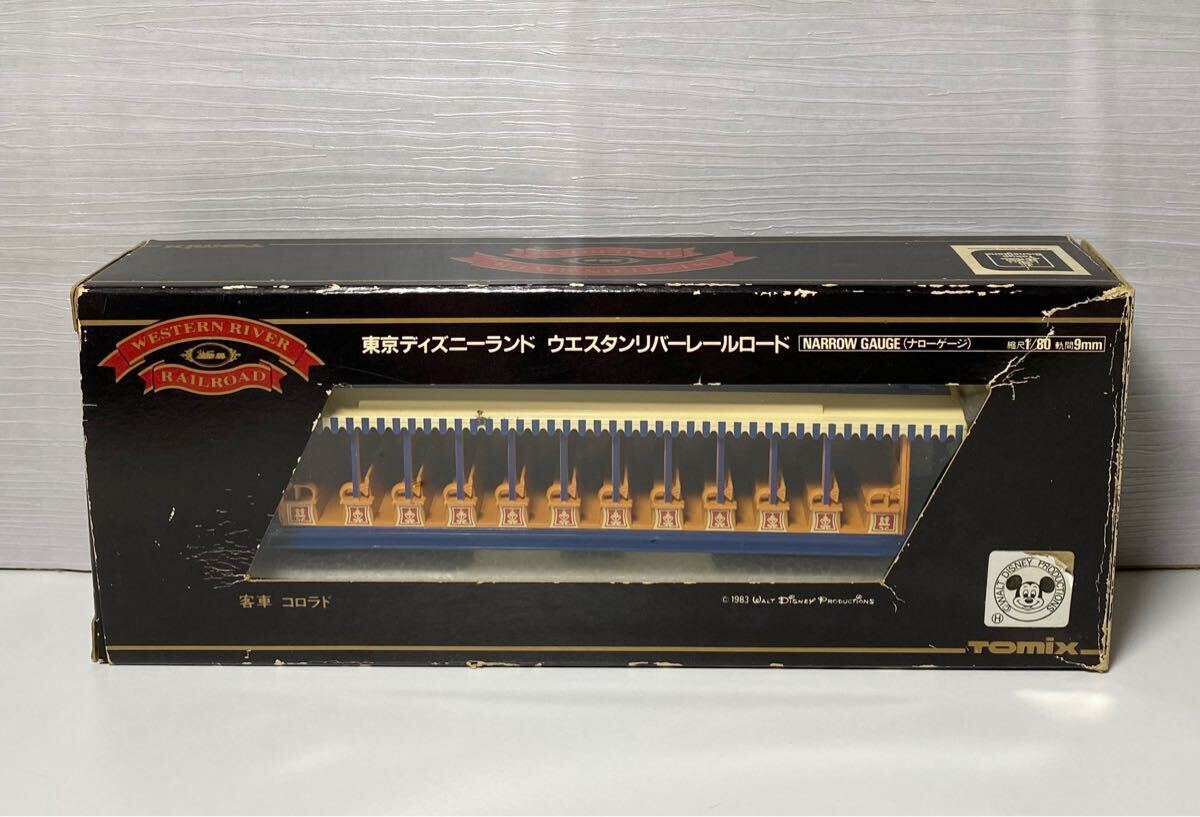 TOMIX
WESTERN RIVER
RAILROAD
東京ディズニーランド ウエスタンリバーレールロード NARROW GAUGE(ナローゲージ) 縮尺1/80 軌間9mm
客車 コロラド
© 1983 WALT DISNEY PRODUCTIONS
©WALT DISNEY PRODUCTIONS
H
TOMIX